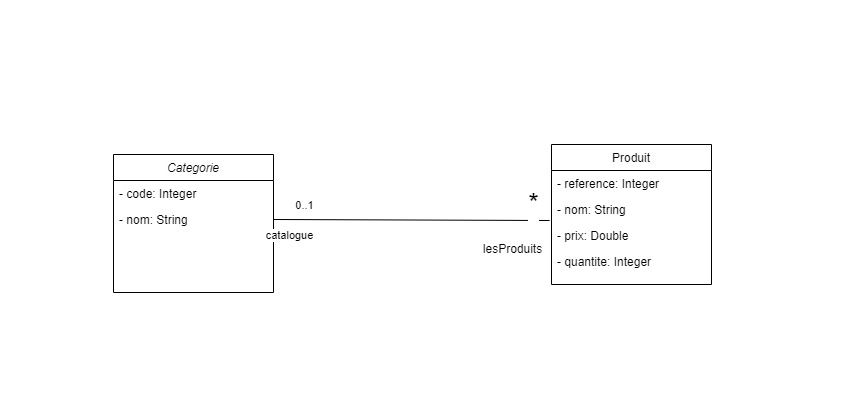 Categorie
- code: Integer
- nom: String
0..1
catalogue
*
lesProduits
Produit
- reference: Integer
- nom: String
- prix: Double
- quantite: Integer